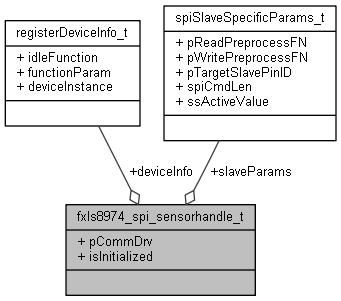 registerDeviceInfo_t
+ idleFunction
+ functionParam
+ deviceInstance
spiSlaveSpecificParams_t
+ pReadPreprocessFN
+ pWritePreprocessFN
+ pTargetSlavePinID
+ spiCmdLen
+ ssActiveValue
+deviceInfo
+slaveParams
fxls8974_spi_sensorhandle_t
+ pCommDrv
+ isInitialized